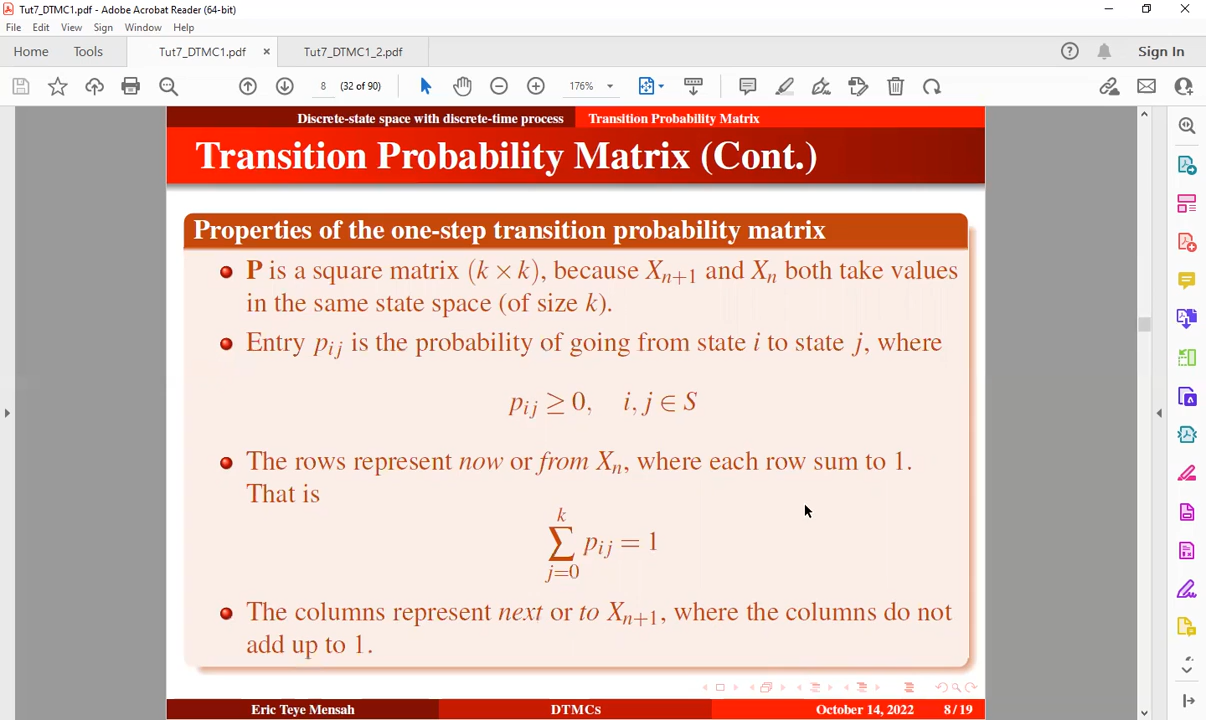 Tut7_DTMC1.pdf - Adobe Acrobat Reader (64-bit)
File Edit View Sign Window Help
Home Tools Tut7_DTMC1.pdf × Tut7_DTMC1_2.pdf Sign In
8 (32 of 90) 176%
Discrete-state space with discrete-time process Transition Probability Matrix
Transition Probability Matrix (Cont.)
Properties of the one-step transition probability matrix
P is a square matrix (k × k), because Xₙ₊₁ and Xₙ both take values
in the same state space (of size k).
Entry pᵢⱼ is the probability of going from state i to state j, where
pᵢⱼ ≥ 0, i, j ∈ S
The rows represent now or from Xₙ, where each row sum to 1.
That is
k
∑ pᵢⱼ = 1
j=0
The columns represent next or to Xₙ₊₁, where the columns do not
add up to 1.
Eric Teye Mensah DTMCs October 14, 2022 8 / 19